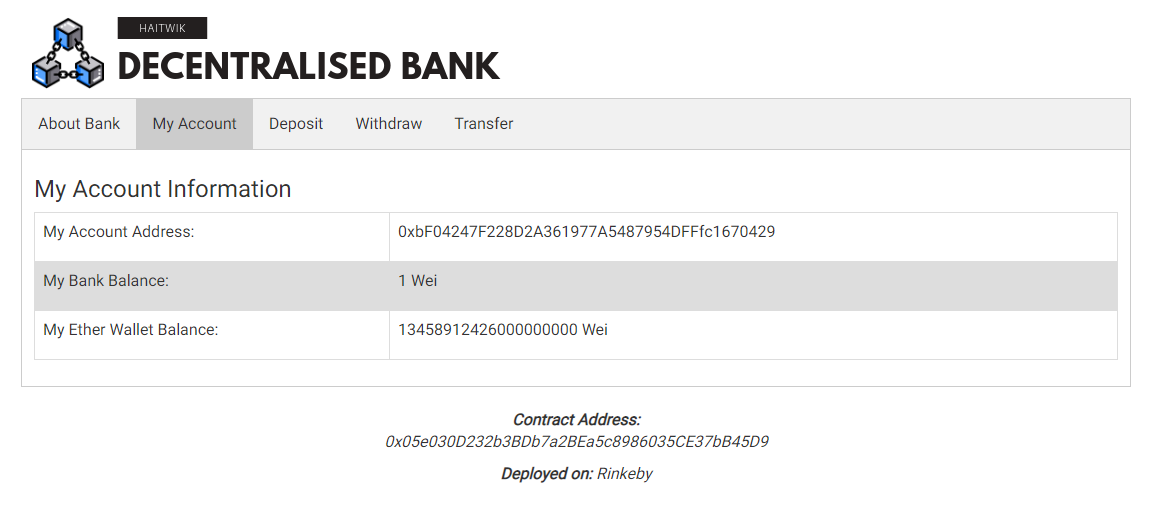 HAITWIK
DECENTRALISED BANK
About Bank My Account Deposit Withdraw Transfer
My Account Information
My Account Address: 0xbF04247F228D2A361977A5487954DFFfc1670429
My Bank Balance: 1 Wei
My Ether Wallet Balance: 13458912426000000000 Wei
Contract Address:
0x05e030D232b3BDb7a2BEa5c8986035CE37bB45D9
Deployed on: Rinkeby